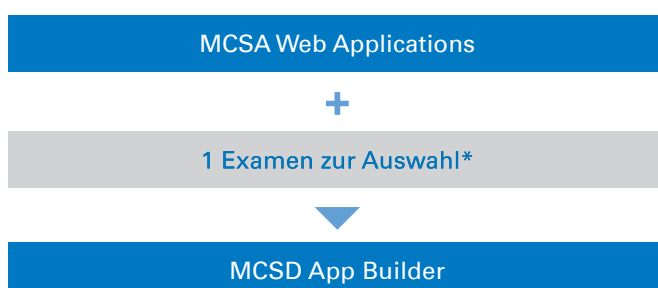 MCSA Web Applications
+
1 Examen zur Auswahl*
MCSD App Builder